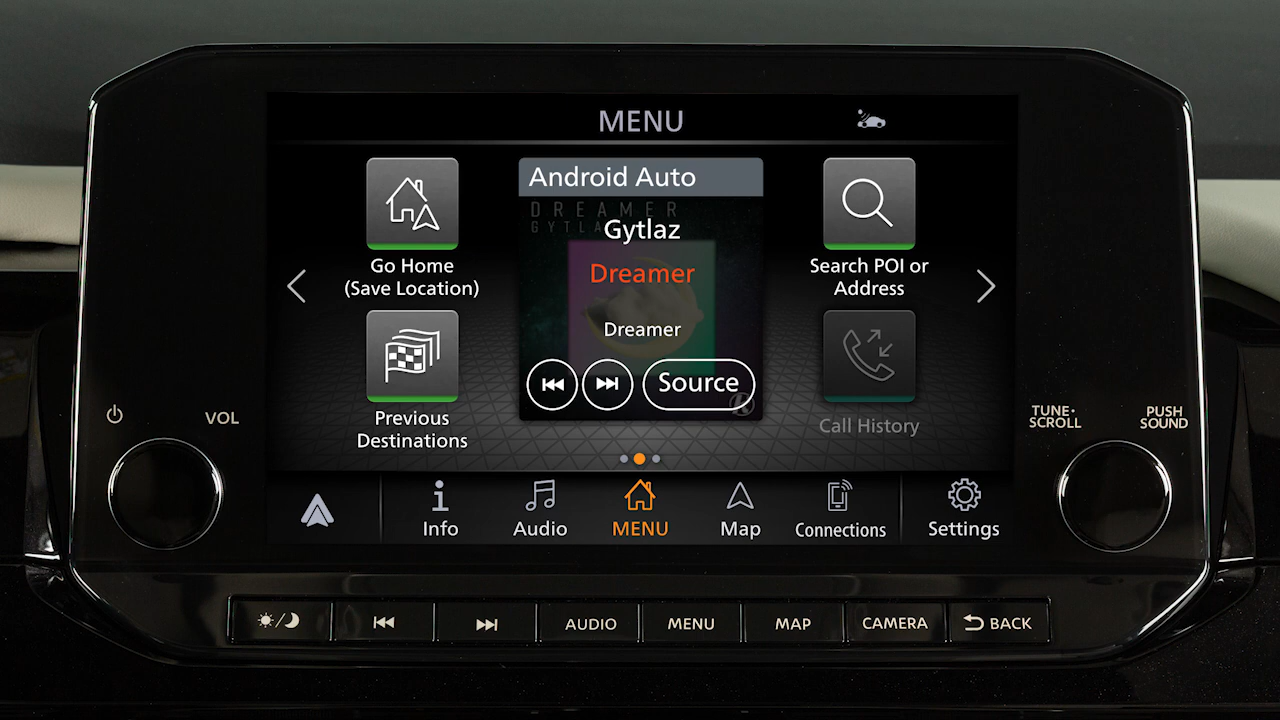 MENU
Android Auto
DREAMER
Gytlaz
Dreamer
Dreamer
Source
Go Home
(Save Location)
Search POI or
Address
Previous
Destinations
Call History
VOL
TUNE·
SCROLL
PUSH
SOUND
Info
Audio
MENU
Map
Connections
Settings
AUDIO
MENU
MAP
CAMERA
BACK